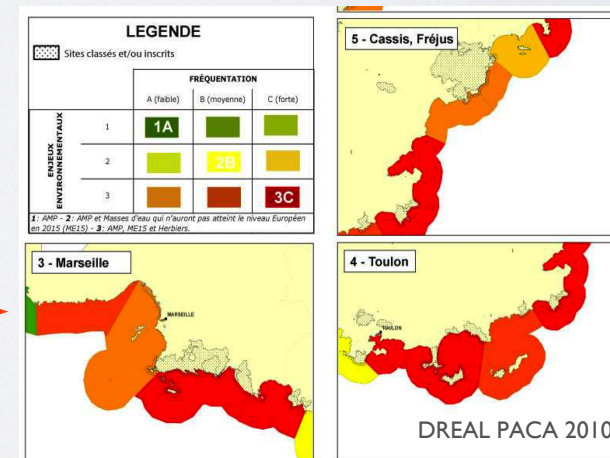 LEGENDE
Sites classés et/ou inscrits
FRÉQUENTATION
A (faible) B (moyenne) C (forte)
ENJEUX
ENVIRONNEMENTAUX
1 1A
2 2B
3 3C
1: AMP - 2: AMP et Masses d'eau qui n'auront pas atteint le niveau Européen
en 2015 (ME15) - 3: AMP, ME15 et Herbiers.
5 - Cassis, Fréjus
3 - Marseille
MARSEILLE
4 - Toulon
TOULON
DREAL PACA 2010